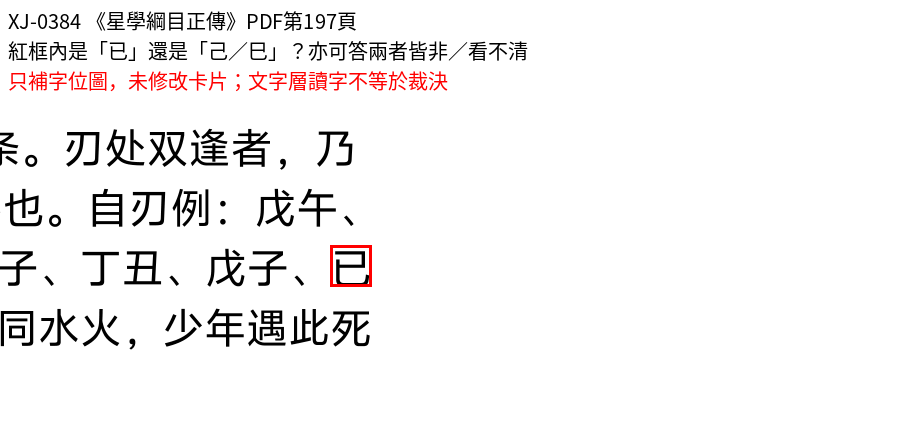 XJ-0384 《星學綱目正傳》PDF第197頁
紅框內是「已」還是「己／巳」？亦可答兩者皆非／看不清
只補字位圖，未修改卡片；文字層讀字不等於裁決
条。刃处双逢者，乃
也。自刃例：戊午、
子、丁丑、戊子、已
同水火，少年遇此死